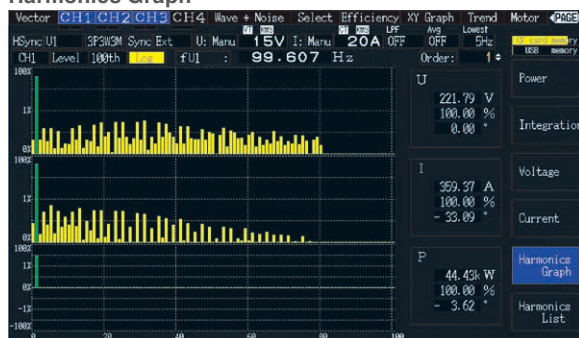 Harmonics Graph
Vector CH1 CH2 CH3 CH4 Wave + Noise Select Efficiency XY Graph Trend Motor ◀PAGE
HSync U1 3P3W3M Sync Ext U: Manu 15V I: Manu 20A LPF OFF Avg OFF Lowest 5Hz
CF card memory
USB memory
CH1 Level 100th Log fU1 : 99.607 Hz Order: 1
100%
1%
0%
100%
1%
0%
100%
1%
0%
-1%
-100%
1 20 40 60 80 100
U
221.79 V
100.00 %
0.00 °
I
359.37 A
100.00 %
- 33.09 °
P
44.43k W
100.00 %
- 3.62 °
Power
Integration
Voltage
Current
Harmonics
Graph
Harmonics
List